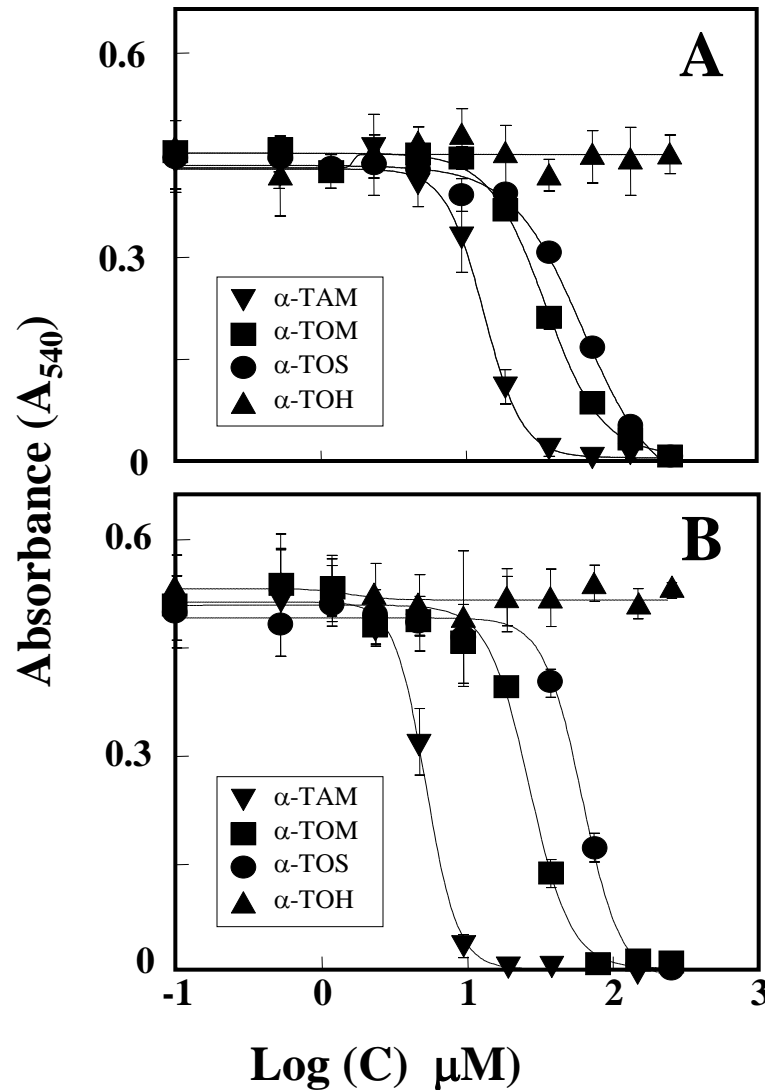 A
0.6
0.3
0
α-TAM
α-TOM
α-TOS
α-TOH
Absorbance (A540)
B
0.6
0.3
0
α-TAM
α-TOM
α-TOS
α-TOH
-1 0 1 2 3
Log (C) μM)